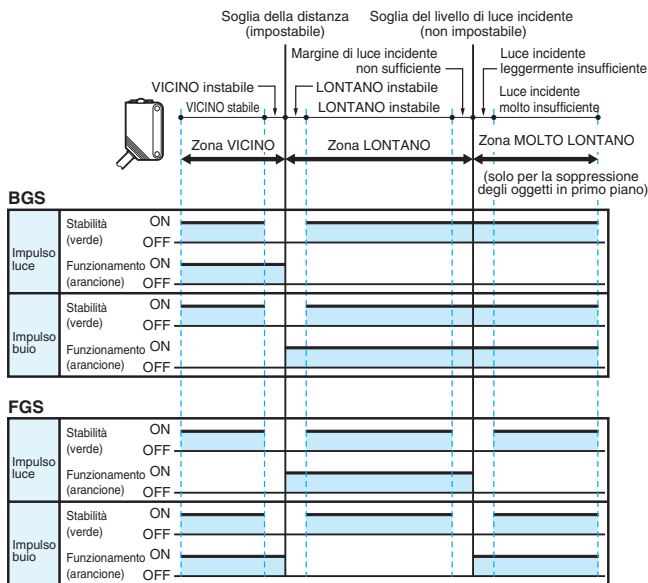 Soglia della distanza
(impostabile)
Soglia del livello di luce incidente
(non impostabile)
Margine di luce incidente
non sufficiente
Luce incidente
leggermente insufficiente
VICINO instabile
LONTANO instabile
Luce incidente
molto insufficiente
VICINO stabile
LONTANO instabile
Zona VICINO
Zona LONTANO
Zona MOLTO LONTANO
(solo per la soppressione
degli oggetti in primo piano)
BGS
Impulso
luce
Stabilità
(verde)
ON
OFF
Funzionamento
(arancione)
ON
OFF
Impulso
buio
Stabilità
(verde)
ON
OFF
Funzionamento
(arancione)
ON
OFF
FGS
Impulso
luce
Stabilità
(verde)
ON
OFF
Funzionamento
(arancione)
ON
OFF
Impulso
buio
Stabilità
(verde)
ON
OFF
Funzionamento
(arancione)
ON
OFF